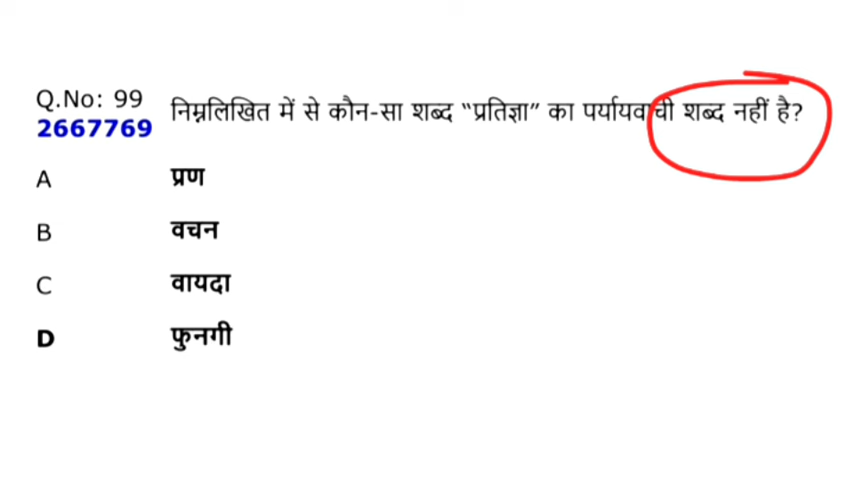 Q.No: 99
2667769
निम्नलिखित में से कौन-सा शब्द “प्रतिज्ञा” का पर्यायवाची शब्द नहीं है?
A प्रण
B वचन
C वायदा
D फुनगी